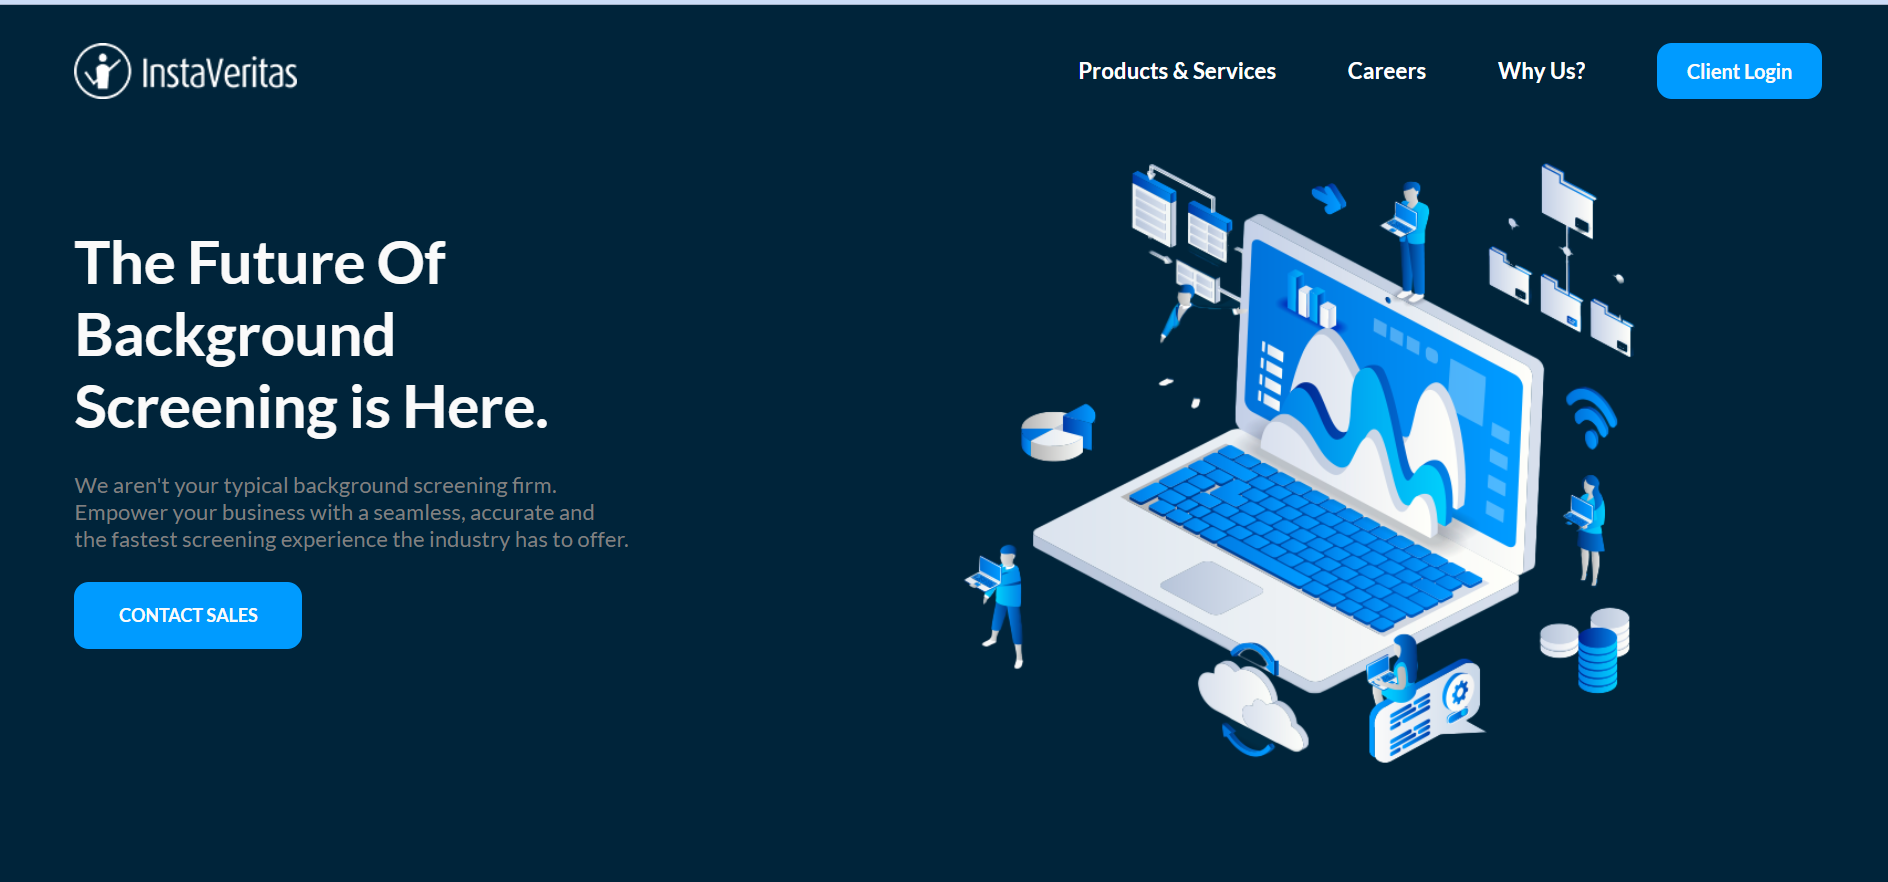 InstaVeritas
Products & Services
Careers
Why Us?
Client Login
The Future Of
Background
Screening is Here.
We aren't your typical background screening firm.
Empower your business with a seamless, accurate and
the fastest screening experience the industry has to offer.
CONTACT SALES